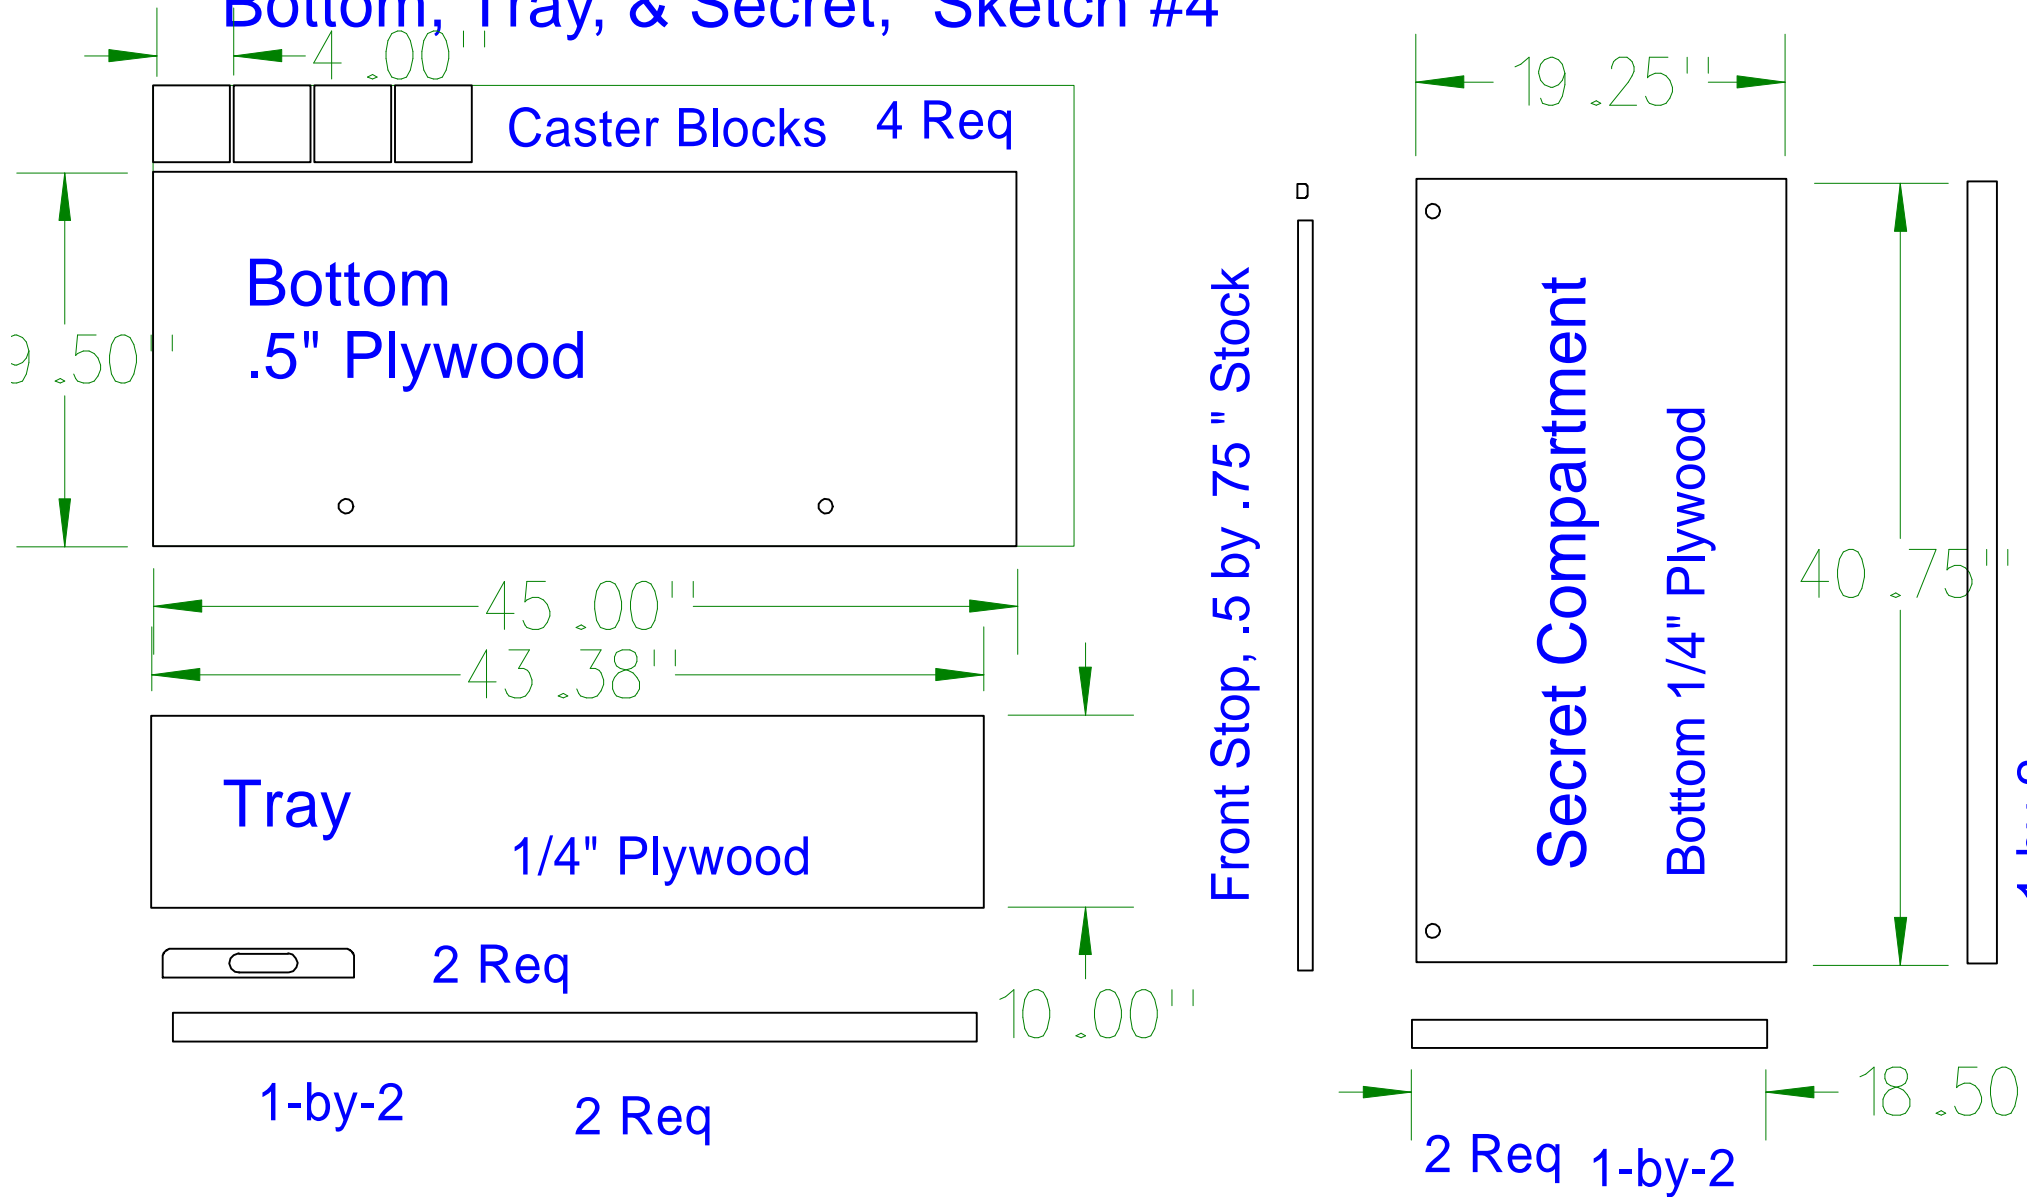 Bottom, Tray, & Secret, Sketch #4
4.00"
Caster Blocks 4 Req
19.25"
Bottom
.5" Plywood
9.50"
45.00"
43.38"
Tray
1/4" Plywood
2 Req
10.00"
1-by-2 2 Req
Front Stop, .5 by .75 " Stock
Secret Compartment
Bottom 1/4" Plywood
40.75"
18.50
2 Req 1-by-2